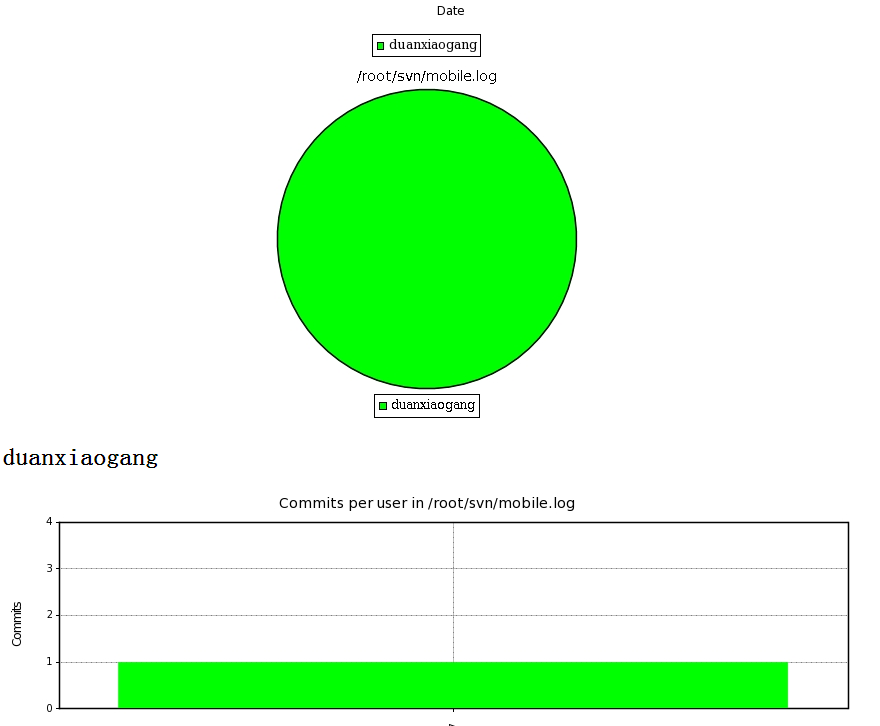 Date
duanxiaogang
/root/svn/mobile.log
duanxiaogang
duanxiaogang
Commits per user in /root/svn/mobile.log
4
3
2
1
0
Commits